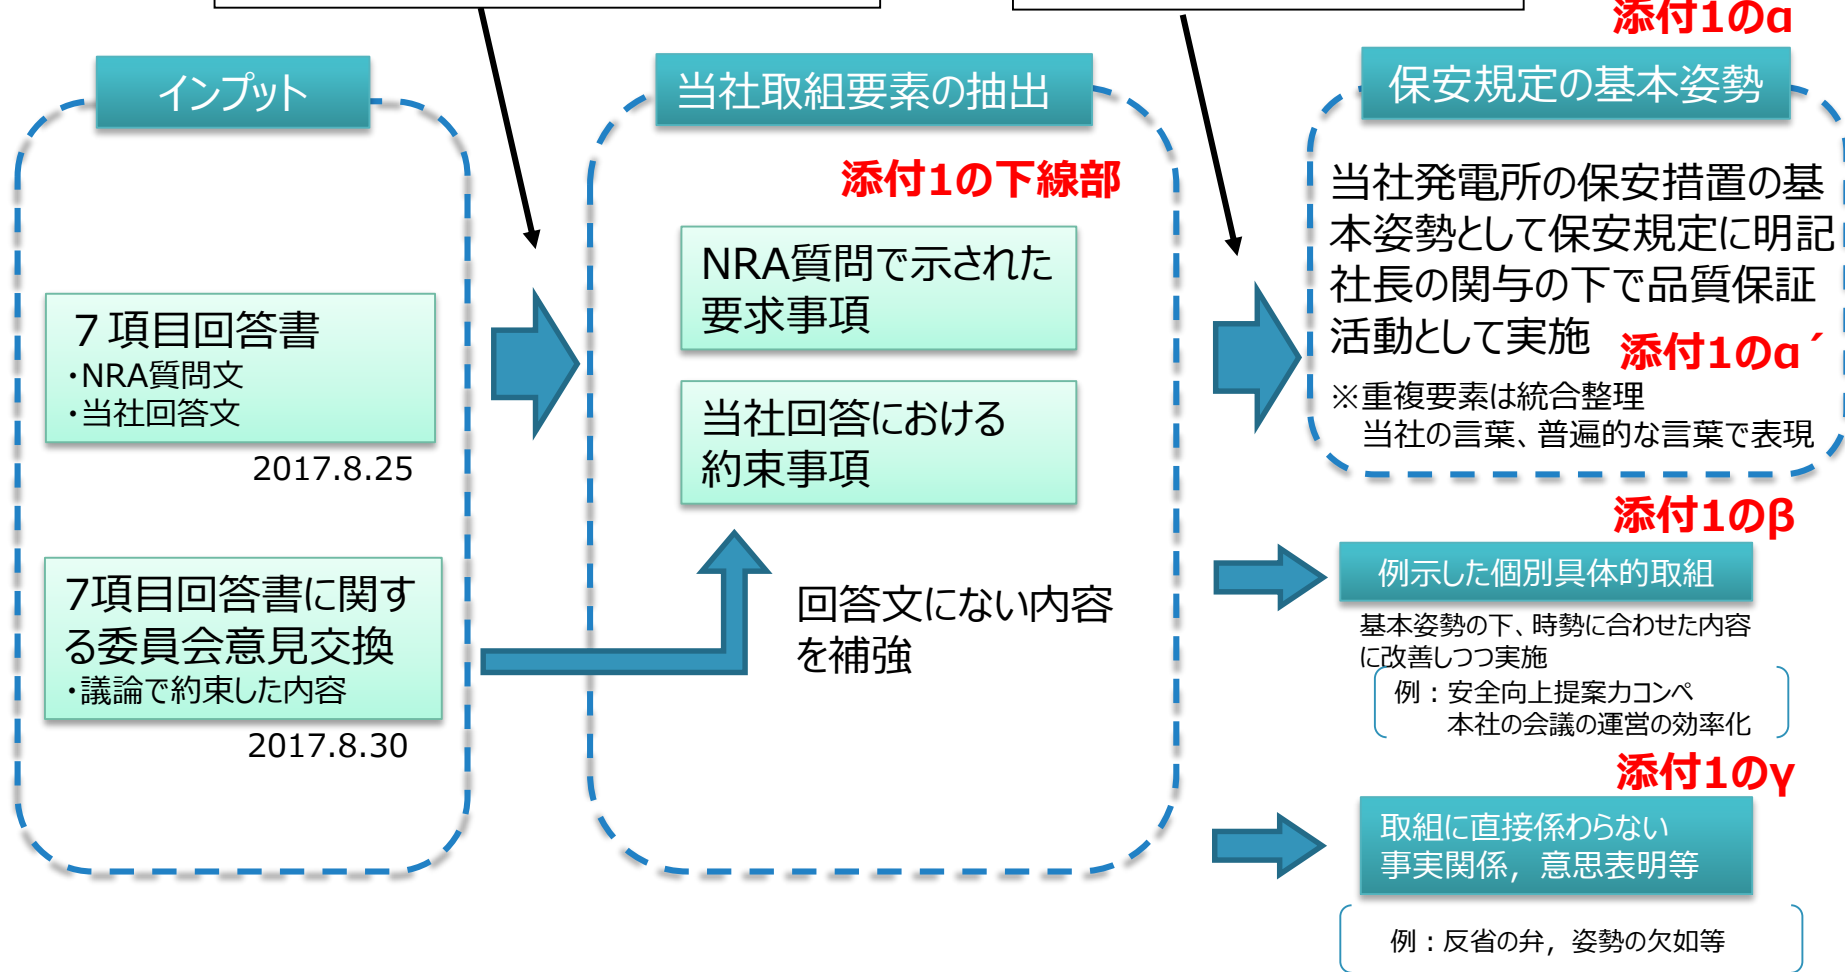 インプット
７項目回答書
・NRA質問文
・当社回答文
2017.8.25
7項目回答書に関す
る委員会意見交換
・議論で約束した内容
2017.8.30
当社取組要素の抽出
添付1の下線部
NRA質問で示された
要求事項
当社回答における
約束事項
回答文にない内容
を補強
添付1のα
保安規定の基本姿勢
当社発電所の保安措置の基
本姿勢として保安規定に明記
社長の関与の下で品質保証
活動として実施
添付1のα´
※重複要素は統合整理
当社の言葉、普遍的な言葉で表現
添付1のβ
例示した個別具体的取組
基本姿勢の下、時勢に合わせた内容
に改善しつつ実施
例：安全向上提案力コンペ
本社の会議の運営の効率化
添付1のγ
取組に直接係わらない
事実関係，意思表明等
例：反省の弁，姿勢の欠如等